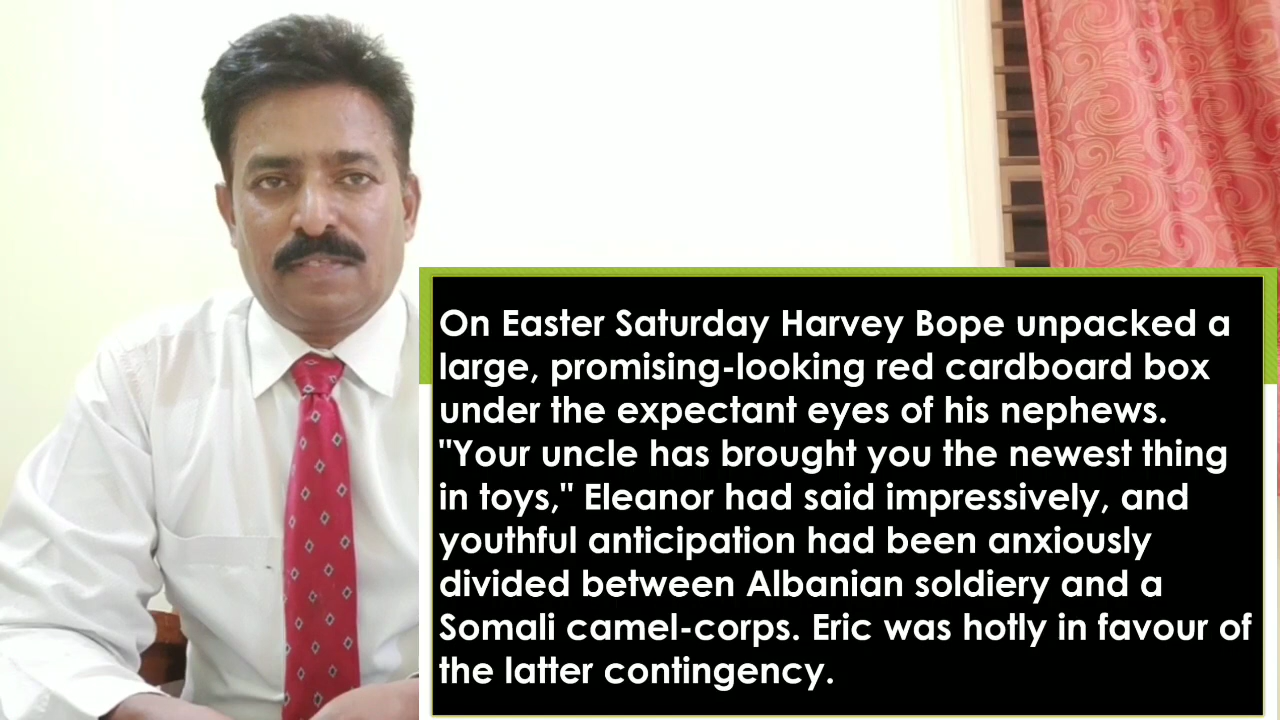 On Easter Saturday Harvey Bope unpacked a
large, promising-looking red cardboard box
under the expectant eyes of his nephews.
"Your uncle has brought you the newest thing
in toys," Eleanor had said impressively, and
youthful anticipation had been anxiously
divided between Albanian soldiery and a
Somali camel-corps. Eric was hotly in favour of
the latter contingency.